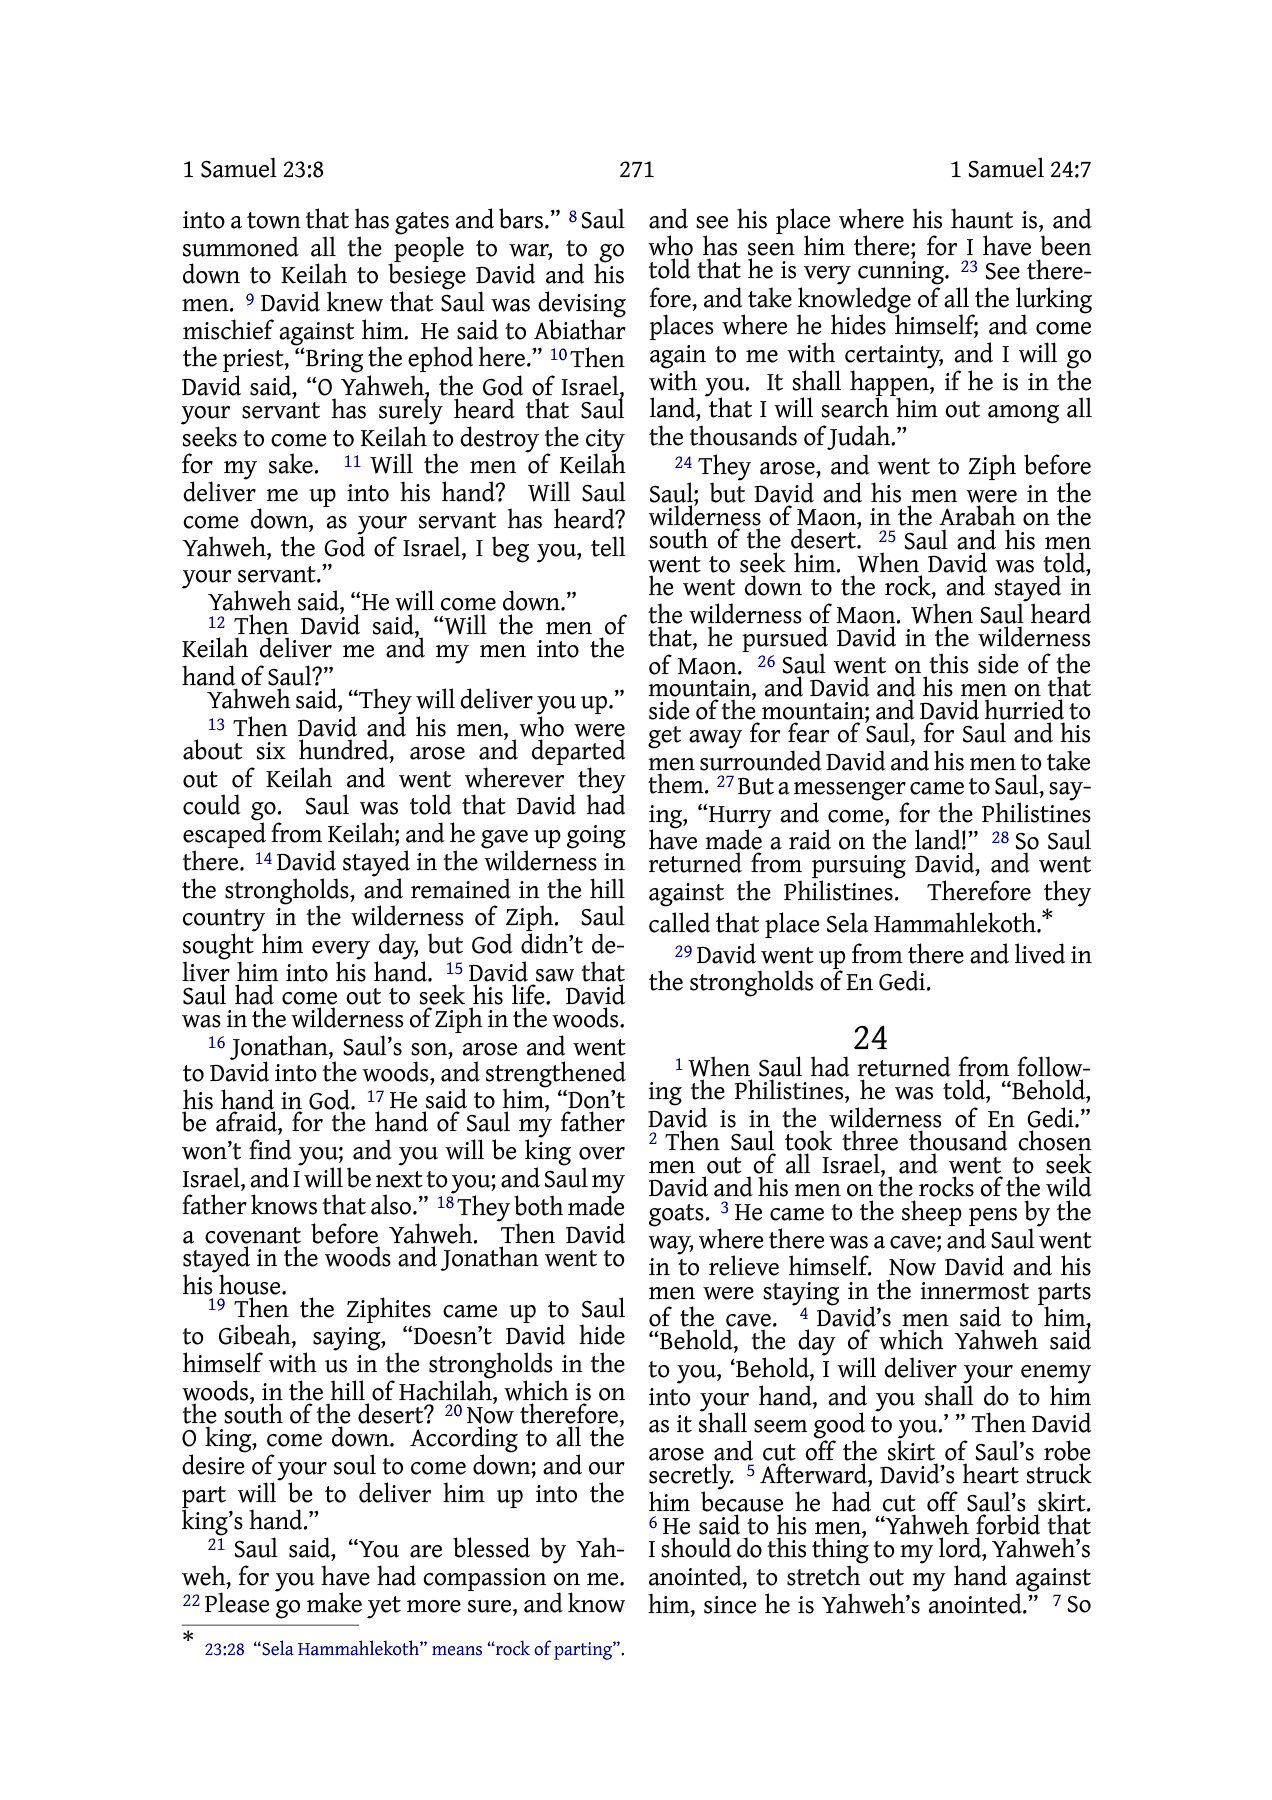 1 Samuel 23:8
271
1 Samuel 24:7
into a town that has gates and bars.” 8 Saul
summoned all the people to war, to go
down to Keilah to besiege David and his
men. 9 David knew that Saul was devising
mischief against him. He said to Abiathar
the priest, “Bring the ephod here.” 10 Then
David said, “O Yahweh, the God of Israel,
your servant has surely heard that Saul
seeks to come to Keilah to destroy the city
for my sake. 11 Will the men of Keilah
deliver me up into his hand? Will Saul
come down, as your servant has heard?
Yahweh, the God of Israel, I beg you, tell
your servant.”
Yahweh said, “He will come down.”
12 Then David said, “Will the men of
Keilah deliver me and my men into the
hand of Saul?”
Yahweh said, “They will deliver you up.”
13 Then David and his men, who were
about six hundred, arose and departed
out of Keilah and went wherever they
could go. Saul was told that David had
escaped from Keilah; and he gave up going
there. 14 David stayed in the wilderness in
the strongholds, and remained in the hill
country in the wilderness of Ziph. Saul
sought him every day, but God didn’t de-
liver him into his hand. 15 David saw that
Saul had come out to seek his life. David
was in the wilderness of Ziph in the woods.
16 Jonathan, Saul’s son, arose and went
to David into the woods, and strengthened
his hand in God. 17 He said to him, “Don’t
be afraid, for the hand of Saul my father
won’t find you; and you will be king over
Israel, and I will be next to you; and Saul my
father knows that also.” 18 They both made
a covenant before Yahweh. Then David
stayed in the woods and Jonathan went to
his house.
19 Then the Ziphites came up to Saul
to Gibeah, saying, “Doesn’t David hide
himself with us in the strongholds in the
woods, in the hill of Hachilah, which is on
the south of the desert? 20 Now therefore,
O king, come down. According to all the
desire of your soul to come down; and our
part will be to deliver him up into the
king’s hand.”
21 Saul said, “You are blessed by Yah-
weh, for you have had compassion on me.
22 Please go make yet more sure, and know
and see his place where his haunt is, and
who has seen him there; for I have been
told that he is very cunning. 23 See there-
fore, and take knowledge of all the lurking
places where he hides himself; and come
again to me with certainty, and I will go
with you. It shall happen, if he is in the
land, that I will search him out among all
the thousands of Judah.”
24 They arose, and went to Ziph before
Saul; but David and his men were in the
wilderness of Maon, in the Arabah on the
south of the desert. 25 Saul and his men
went to seek him. When David was told,
he went down to the rock, and stayed in
the wilderness of Maon. When Saul heard
that, he pursued David in the wilderness
of Maon. 26 Saul went on this side of the
mountain, and David and his men on that
side of the mountain; and David hurried to
get away for fear of Saul, for Saul and his
men surrounded David and his men to take
them. 27 But a messenger came to Saul, say-
ing, “Hurry and come, for the Philistines
have made a raid on the land!” 28 So Saul
returned from pursuing David, and went
against the Philistines. Therefore they
called that place Sela Hammahlekoth.*
29 David went up from there and lived in
the strongholds of En Gedi.
24
1 When Saul had returned from follow-
ing the Philistines, he was told, “Behold,
David is in the wilderness of En Gedi.”
2 Then Saul took three thousand chosen
men out of all Israel, and went to seek
David and his men on the rocks of the wild
goats. 3 He came to the sheep pens by the
way, where there was a cave; and Saul went
in to relieve himself. Now David and his
men were staying in the innermost parts
of the cave. 4 David’s men said to him,
“Behold, the day of which Yahweh said
to you, ‘Behold, I will deliver your enemy
into your hand, and you shall do to him
as it shall seem good to you.’ ” Then David
arose and cut off the skirt of Saul’s robe
secretly. 5 Afterward, David’s heart struck
him because he had cut off Saul’s skirt.
6 He said to his men, “Yahweh forbid that
I should do this thing to my lord, Yahweh’s
anointed, to stretch out my hand against
him, since he is Yahweh’s anointed.” 7 So
* 23:28 “Sela Hammahlekoth” means “rock of parting”.